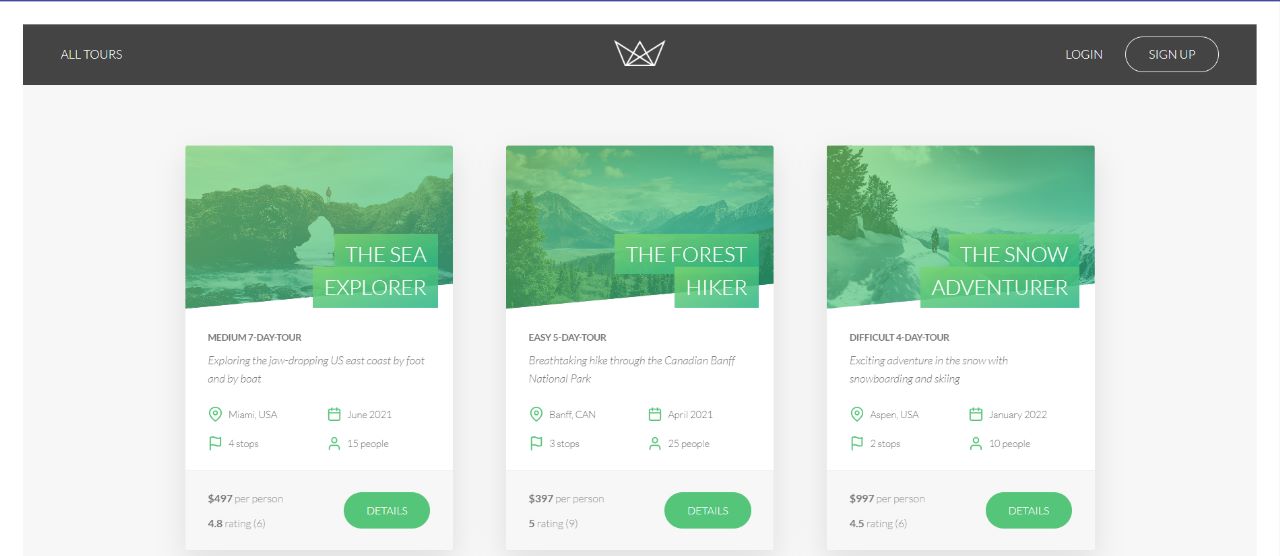 ALL TOURS
LOGIN
SIGN UP
THE SEA
EXPLORER
MEDIUM 7-DAY-TOUR
Exploring the jaw-dropping US east coast by foot
and by boat
Miami, USA
June 2021
4 stops
15 people
$497 per person
4.8 rating (6)
DETAILS
THE FOREST
HIKER
EASY 5-DAY-TOUR
Breathtaking hike through the Canadian Banff
National Park
Banff, CAN
April 2021
3 stops
25 people
$397 per person
5 rating (9)
DETAILS
THE SNOW
ADVENTURER
DIFFICULT 4-DAY-TOUR
Exciting adventure in the snow with
snowboarding and skiing
Aspen, USA
January 2022
2 stops
10 people
$997 per person
4.5 rating (6)
DETAILS